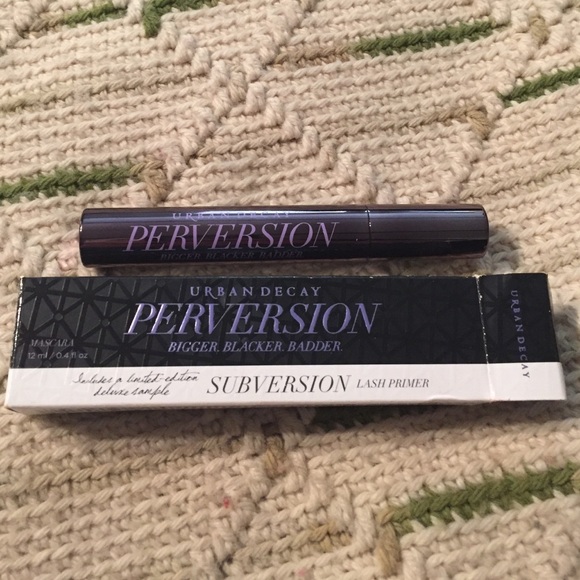 URBAN DECAY
PERVERSION
BIGGER. BLACKER. BADDER.
URBAN DECAY
PERVERSION
BIGGER. BLACKER. BADDER.
MASCARA
12 ml / 0.4 fl oz
Includes a limited-edition
deluxe sample
SUBVERSION LASH PRIMER
URBAN DECAY